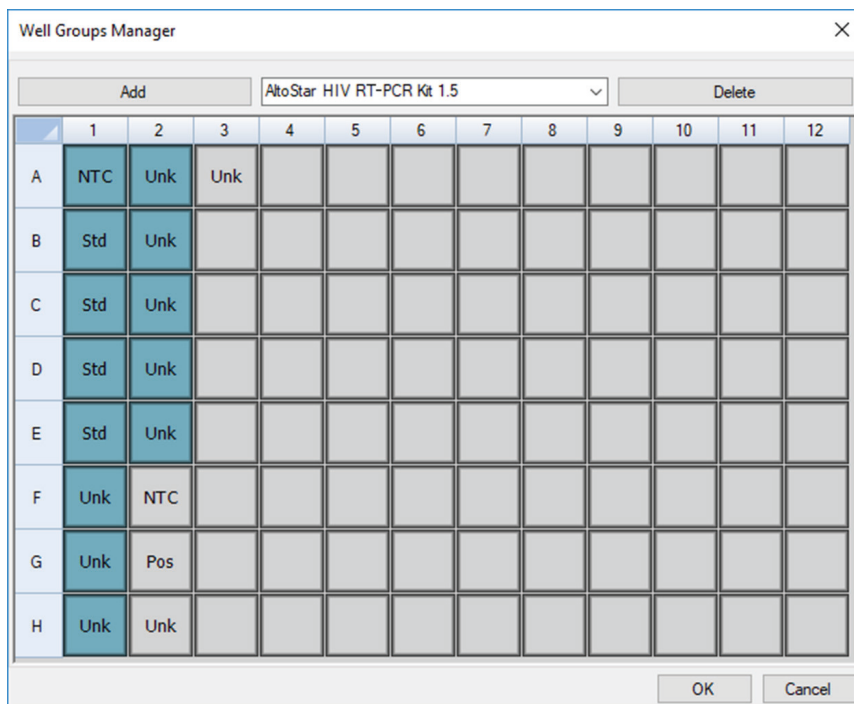 Well Groups Manager
Add AltoStar HIV RT-PCR Kit 1.5 Delete
1 2 3 4 5 6 7 8 9 10 11 12
A NTC Unk Unk
B Std Unk
C Std Unk
D Std Unk
E Std Unk
F Unk NTC
G Unk Pos
H Unk Unk
OK Cancel